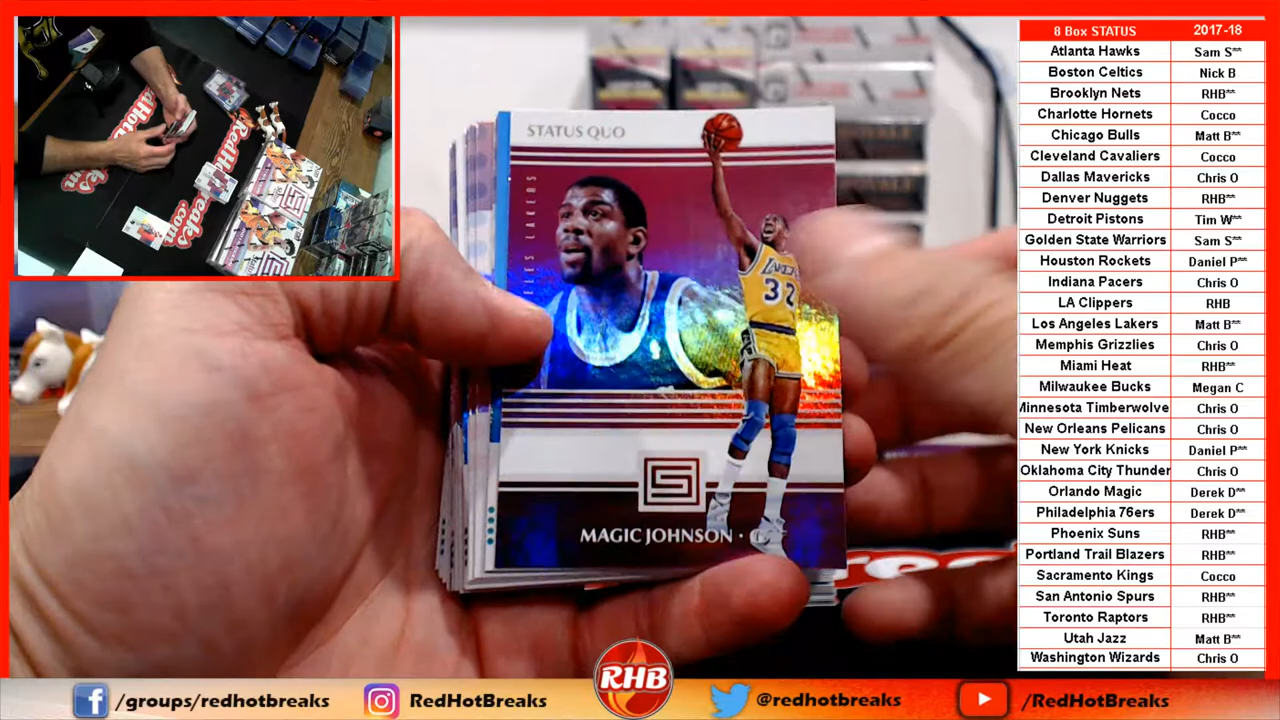 8 Box STATUS 2017-18
Atlanta Hawks Sam S**
Boston Celtics Nick B
Brooklyn Nets RHB**
Charlotte Hornets Cocco
Chicago Bulls Matt B**
Cleveland Cavaliers Cocco
Dallas Mavericks Chris O
Denver Nuggets RHB**
Detroit Pistons Tim W**
Golden State Warriors Sam S**
Houston Rockets Daniel P**
Indiana Pacers Chris O
LA Clippers RHB
Los Angeles Lakers Matt B**
Memphis Grizzlies Chris O
Miami Heat RHB**
Milwaukee Bucks Megan C
Minnesota Timberwolve Chris O
New Orleans Pelicans Chris O
New York Knicks Daniel P**
Oklahoma City Thunder Chris O
Orlando Magic Derek D**
Philadelphia 76ers Derek D**
Phoenix Suns RHB**
Portland Trail Blazers RHB**
Sacramento Kings Cocco
San Antonio Spurs RHB**
Toronto Raptors RHB**
Utah Jazz Matt B**
Washington Wizards Chris O
STATUS QUO
LAKERS
LAKERS
32
S
MAGIC JOHNSON ·
RHB
/groups/redhotbreaks
RedHotBreaks
@redhotbreaks
/RedHotBreaks